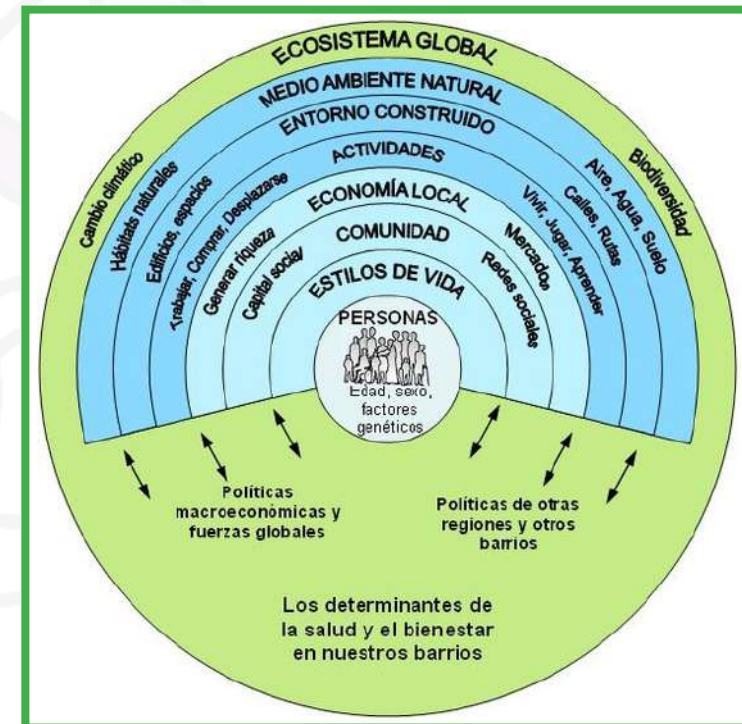 ECOSISTEMA GLOBAL
Cambio climático
Biodiversidad
MEDIO AMBIENTE NATURAL
Hábitats naturales
Aire, Agua, Suelo
ENTORNO CONSTRUIDO
Edificios, espacios
Calles, Rutas
ACTIVIDADES
Trabajar, Comprar, Desplazarse
Vivir, Jugar, Aprender
ECONOMÍA LOCAL
Generar riqueza
Mercados
COMUNIDAD
Capital social
Redes sociales
ESTILOS DE VIDA
PERSONAS
Edad, sexo,
factores
genéticos
Políticas
macroeconómicas y
fuerzas globales
Políticas de otras
regiones y otros
barrios
Los determinantes de
la salud y el bienestar
en nuestros barrios